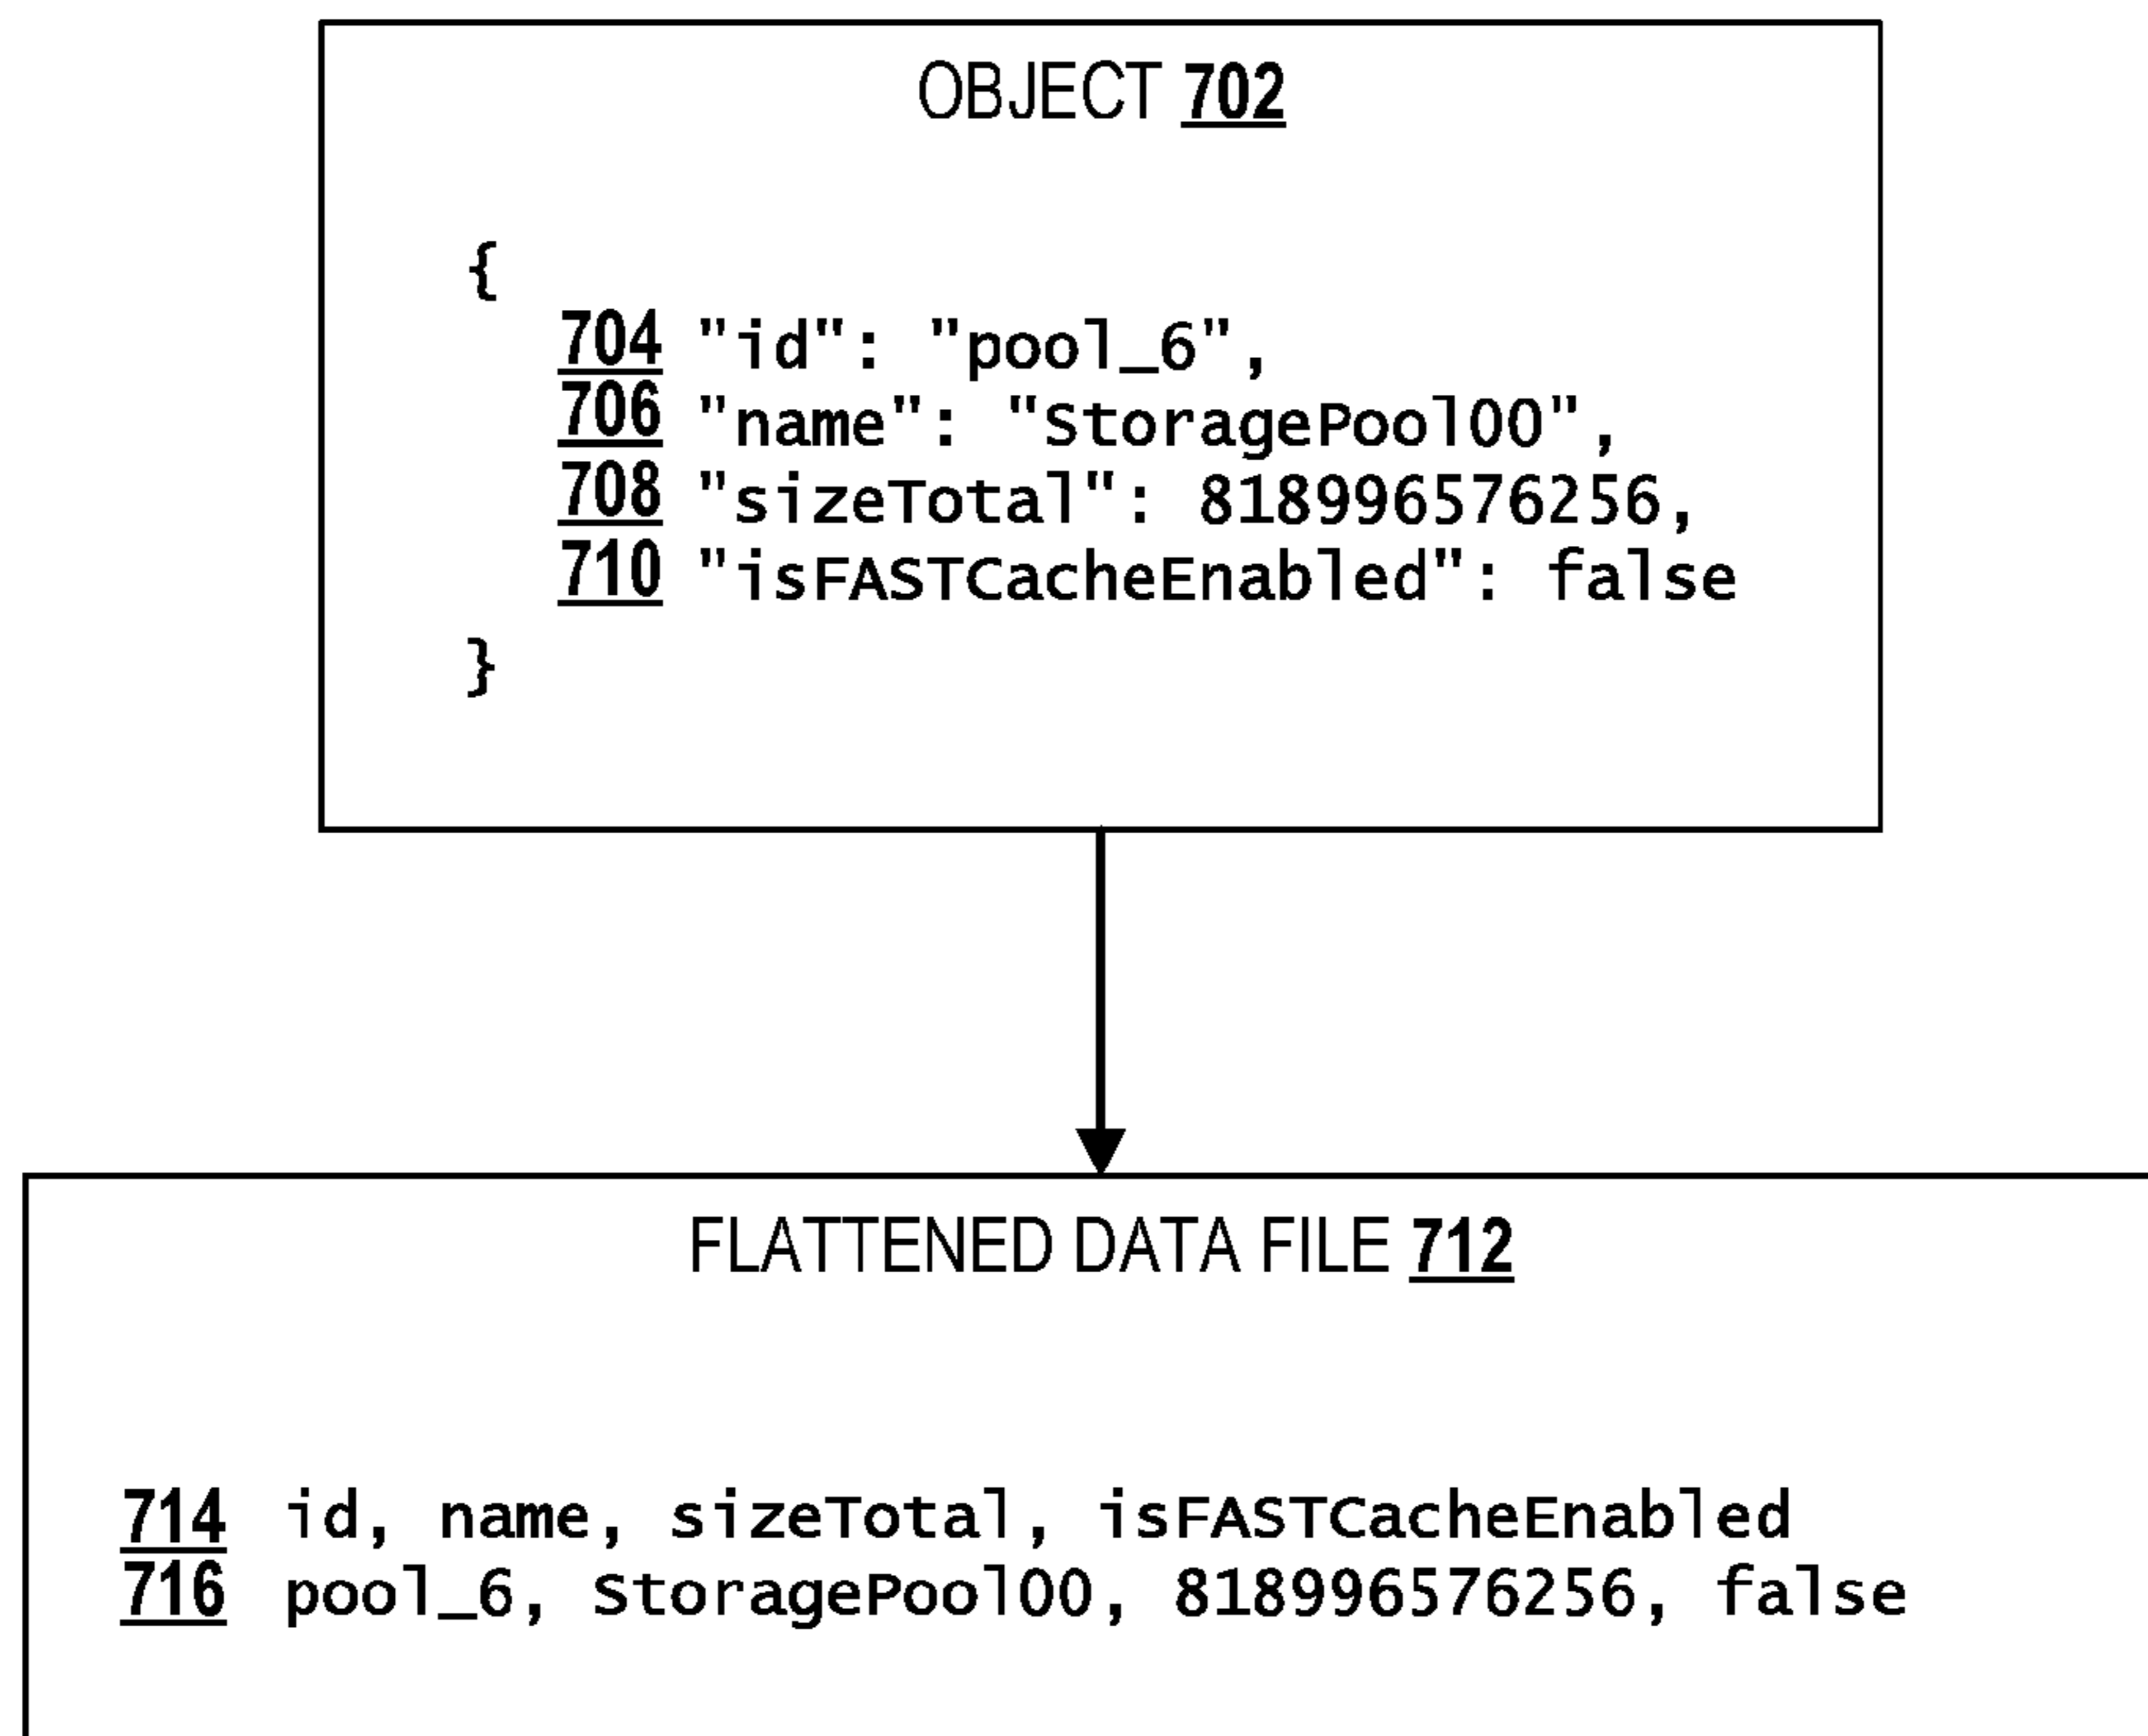 OBJECT 702
{
704 "id": "pool_6",
706 "name": "StoragePool00",
708 "sizeTotal": 818996576256,
710 "isFASTCacheEnabled": false
}
FLATTENED DATA FILE 712
714 id, name, sizeTotal, isFASTCacheEnabled
716 pool_6, StoragePool00, 818996576256, false